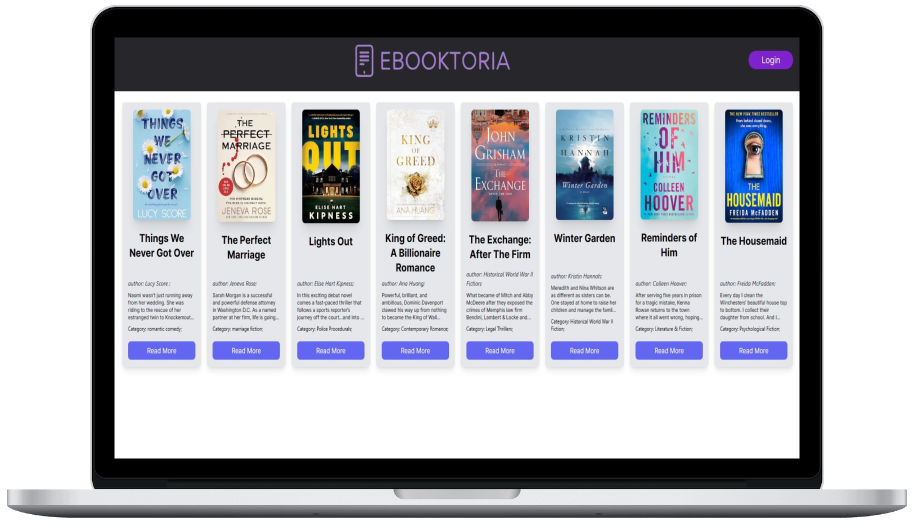 EBOOKTORIA
Login
THINGS
WE
NEVER
GOT
OVER
LUCY SCORE
Things We
Never Got Over
author: Lucy Score ;
Naomi wasn't just running away
from her wedding. She was
riding to the rescue of her
estranged twin to Knockemout...
Category: romantic comedy;
Read More
THE
PERFECT
MARRIAGE
JENEVA ROSE
The Perfect
Marriage
author: Jeneva Rose;
Sarah Morgan is a successful
and powerful defense attorney
in Washington D.C. As a named
partner at her firm, life is going...
Category: marriage fiction;
Read More
LIGHTS
OUT
ELISE HART
KIPNESS
Lights Out
author: Elise Hart Kipness;
In this exciting debut novel
comes a fast-paced thriller that
follows a sports reporter's
journey off the court...and into ...
Category: Police Procedurals;
Read More
KING
OF
GREED
ANA HUANG
King of Greed:
A Billionaire
Romance
author: Ana Huang;
Powerful, brilliant, and
ambitious, Dominic Davenport
clawed his way up from nothing
to become the King of Wall...
Category: Contemporary Romance;
Read More
JOHN
GRISHAM
THE
EXCHANGE
AFTER THE FIRM
The Exchange:
After The Firm
author: Historical World War II
Fiction;
What became of Mitch and Abby
McDeere after they exposed the
crimes of Memphis law firm
Bendini, Lambert & Locke and...
Category: Legal Thrillers;
Read More
KRISTIN
HANNAH
Winter Garden
Winter Garden
author: Kristin Hannah;
Meredith and Nina Whitson are
as different as sisters can be.
One stayed at home to raise her
children and manage the famil...
Category: Historical World War II
Fiction;
Read More
REMINDERS
OF
HIM
COLLEEN
HOOVER
Reminders of
Him
author: Colleen Hoover;
After serving five years in prison
for a tragic mistake, Kenna
Rowan returns to the town
where it all went wrong, hoping...
Category: Literature & Fiction;
Read More
THE NEW YORK TIMES BESTSELLER
From behind closed doors,
she sees everything.
THE
HOUSEMAID
FREIDA McFADDEN
The Housemaid
author: Freida McFadden;
Every day I clean the
Winchesters' beautiful house top
to bottom. I collect their
daughter from school. And I...
Category: Psychological Fiction;
Read More